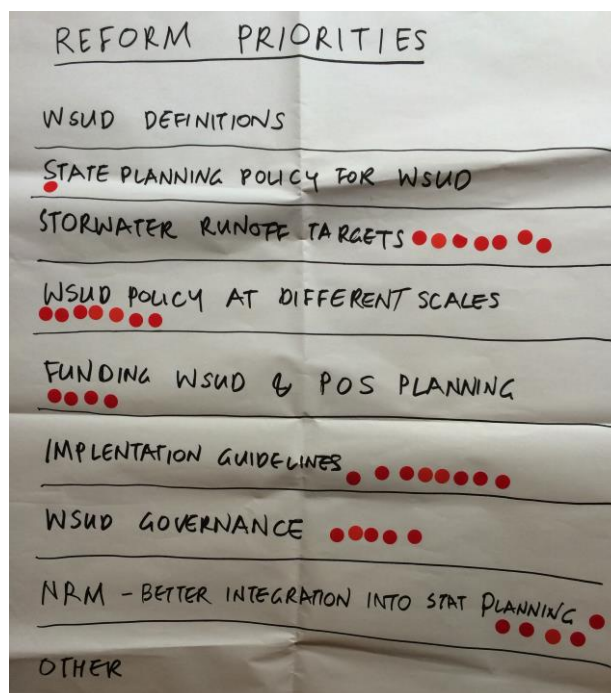 REFORM PRIORITIES
WSUD DEFINITIONS
STATE PLANNING POLICY FOR WSUD
STORWATER RUNOFF TARGETS
WSUD POLICY AT DIFFERENT SCALES
FUNDING WSUD & POS PLANNING
IMPLENTATION GUIDELINES
WSUD GOVERNANCE
NRM - BETTER INTEGRATION INTO STAT PLANNING
OTHER